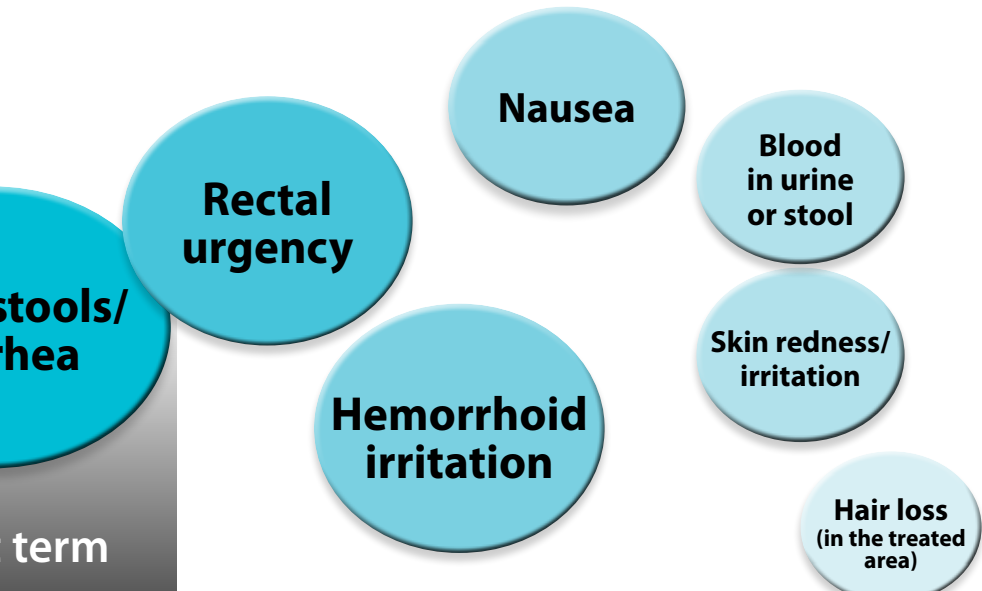 Nausea
Blood
in urine
or stool
Rectal
urgency
stools/
rhea
Skin redness/
irritation
Hemorrhoid
irritation
Hair loss
(in the treated
area)
term